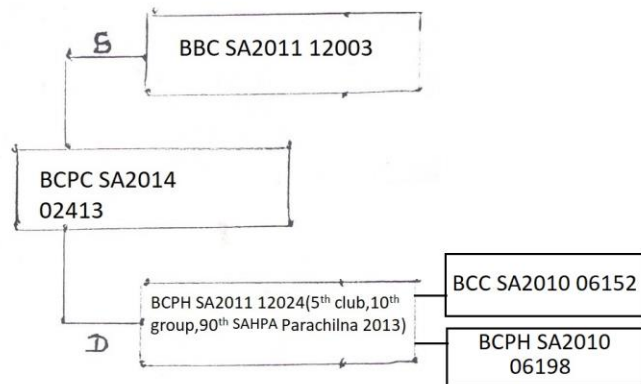 S
BBC SA2011 12003
BCPC SA2014
02413
BCPH SA2011 12024(5th club,10th
group,90th SAHPA Parachilna 2013)
D
BCC SA2010 06152
BCPH SA2010
06198